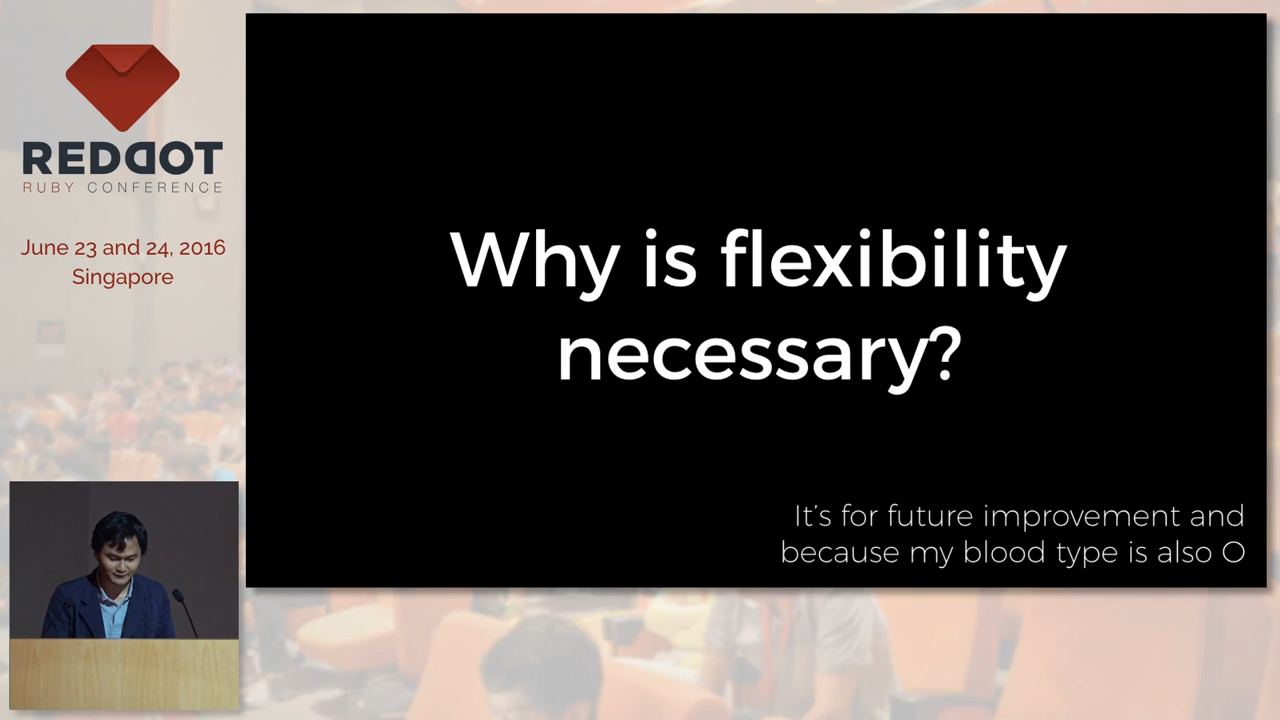 REDDOT
RUBY CONFERENCE
June 23 and 24, 2016
Singapore
Why is flexibility
necessary?
It's for future improvement and
because my blood type is also O